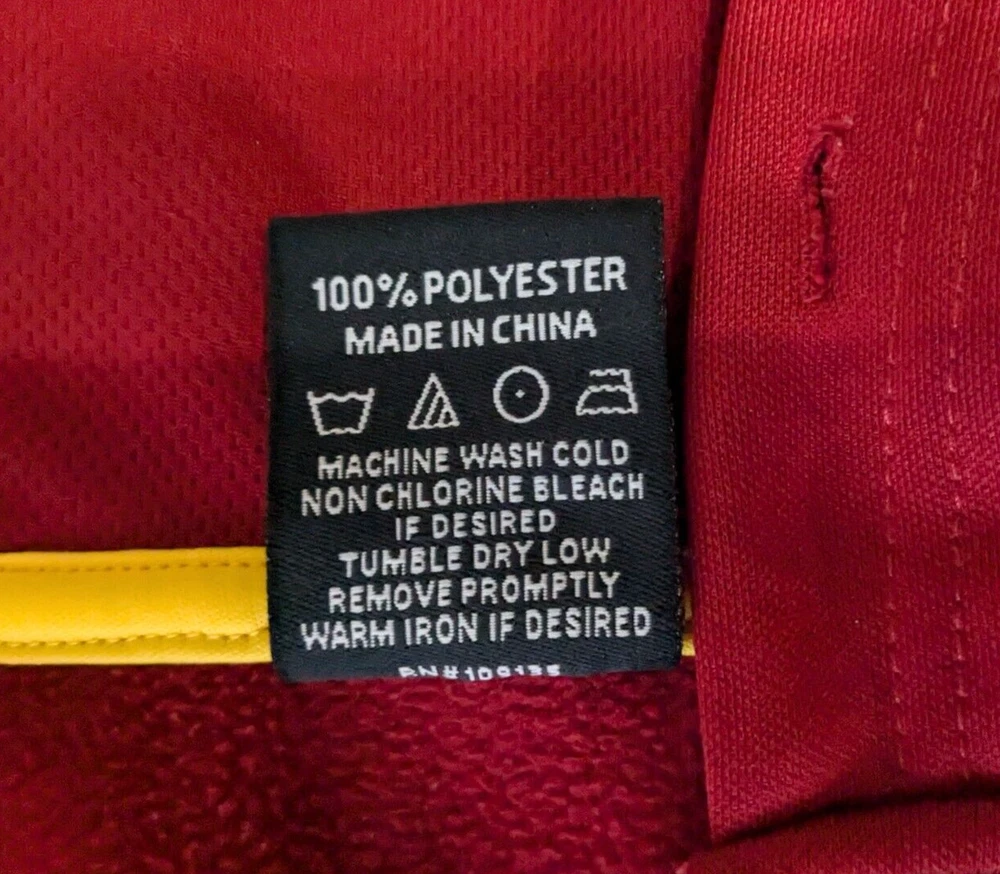 100% POLYESTER
MADE IN CHINA
MACHINE WASH COLD
NON CHLORINE BLEACH
IF DESIRED
TUMBLE DRY LOW
REMOVE PROMPTLY
WARM IRON IF DESIRED